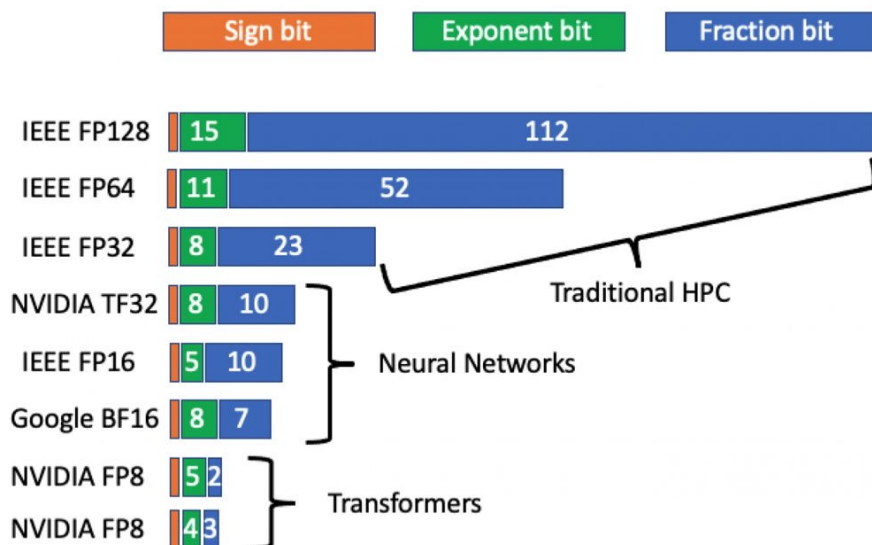 Sign bit Exponent bit Fraction bit
IEEE FP128 15 112
IEEE FP64 11 52
IEEE FP32 8 23
Traditional HPC
NVIDIA TF32 8 10
IEEE FP16 5 10
Neural Networks
Google BF16 8 7
NVIDIA FP8 5 2
Transformers
NVIDIA FP8 4 3